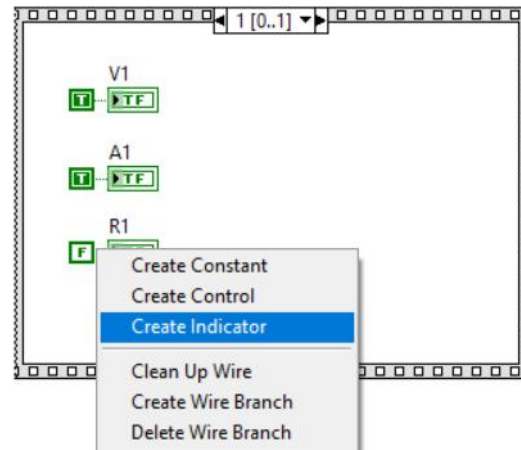 1 [0..1]
V1
T TF
A1
T TF
R1
F
Create Constant
Create Control
Create Indicator
Clean Up Wire
Create Wire Branch
Delete Wire Branch